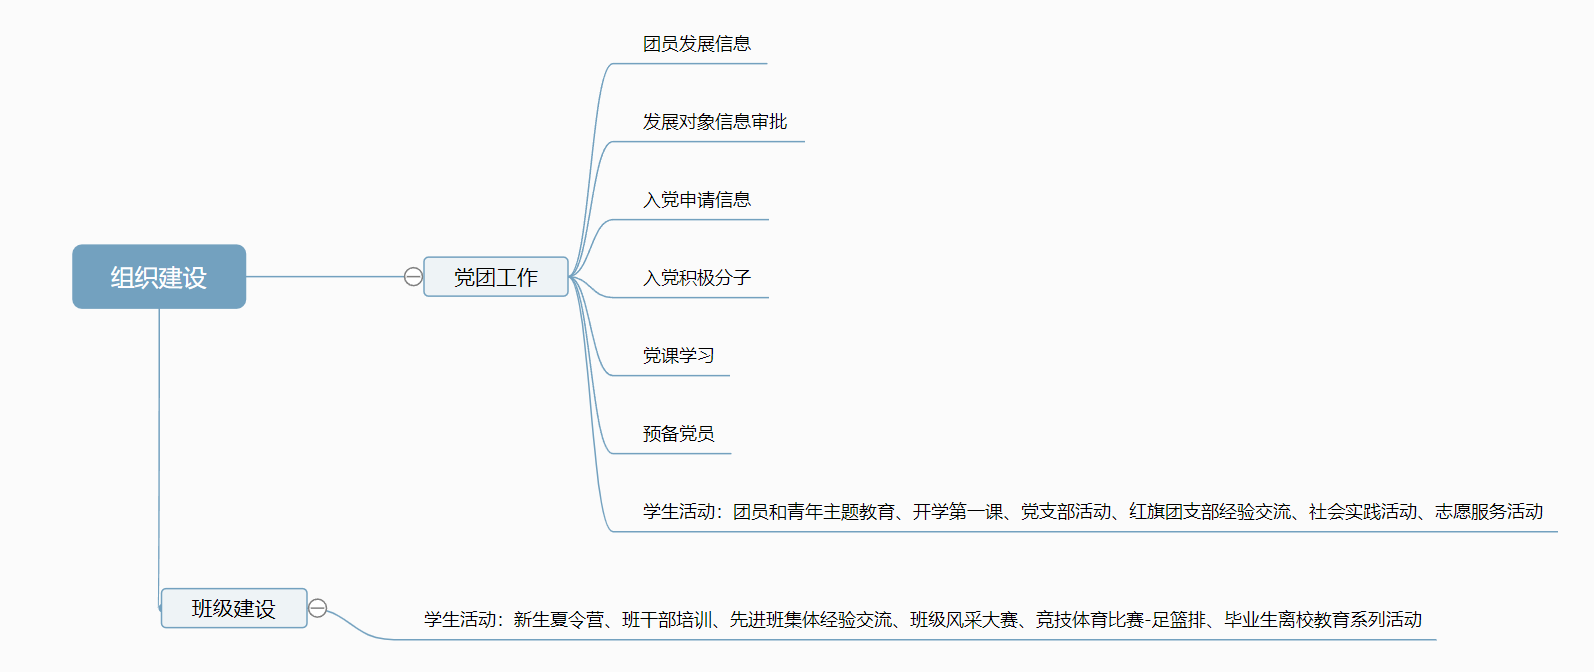 组织建设
党团工作
团员发展信息
发展对象信息审批
入党申请信息
入党积极分子
党课学习
预备党员
学生活动：团员和青年主题教育、开学第一课、党支部活动、红旗团支部经验交流、社会实践活动、志愿服务活动
班级建设
学生活动：新生夏令营、班干部培训、先进班集体经验交流、班级风采大赛、竞技体育比赛-足篮排、毕业生离校教育系列活动